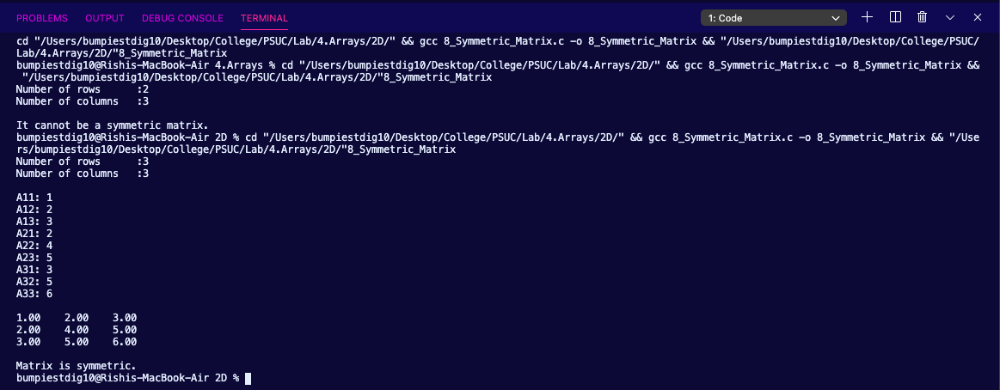 PROBLEMS OUTPUT DEBUG CONSOLE TERMINAL 1: Code
cd "/Users/bumpiestdig10/Desktop/College/PSUC/Lab/4.Arrays/2D/" && gcc 8_Symmetric_Matrix.c -o 8_Symmetric_Matrix && "/Users/bumpiestdig10/Desktop/College/PSUC/
Lab/4.Arrays/2D/"8_Symmetric_Matrix
bumpiestdig10@Rishis-MacBook-Air 4.Arrays % cd "/Users/bumpiestdig10/Desktop/College/PSUC/Lab/4.Arrays/2D/" && gcc 8_Symmetric_Matrix.c -o 8_Symmetric_Matrix &&
"/Users/bumpiestdig10/Desktop/College/PSUC/Lab/4.Arrays/2D/"8_Symmetric_Matrix
Number of rows :2
Number of columns :3
It cannot be a symmetric matrix.
bumpiestdig10@Rishis-MacBook-Air 2D % cd "/Users/bumpiestdig10/Desktop/College/PSUC/Lab/4.Arrays/2D/" && gcc 8_Symmetric_Matrix.c -o 8_Symmetric_Matrix && "/Use
rs/bumpiestdig10/Desktop/College/PSUC/Lab/4.Arrays/2D/"8_Symmetric_Matrix
Number of rows :3
Number of columns :3
A11: 1
A12: 2
A13: 3
A21: 2
A22: 4
A23: 5
A31: 3
A32: 5
A33: 6
1.00 2.00 3.00
2.00 4.00 5.00
3.00 5.00 6.00
Matrix is symmetric.
bumpiestdig10@Rishis-MacBook-Air 2D %